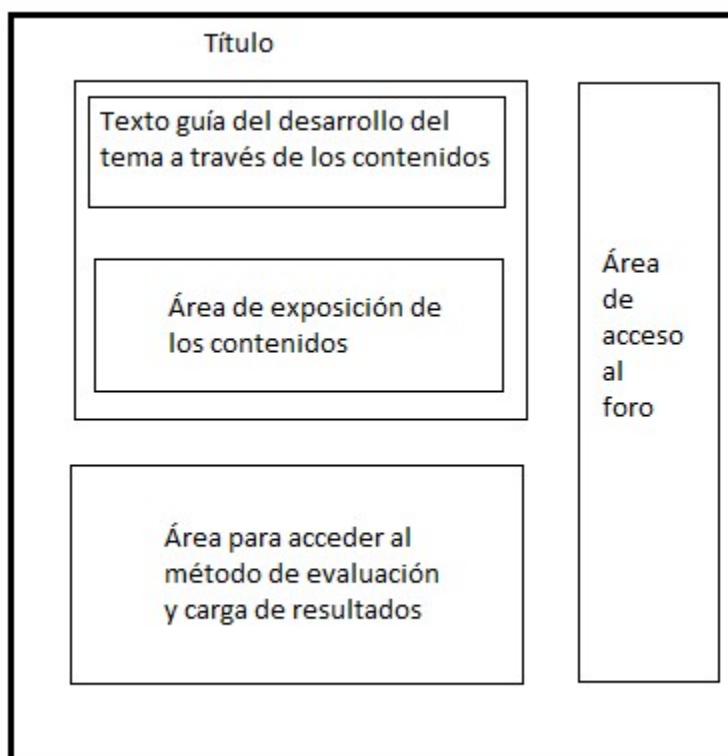 Título
Texto guía del desarrollo del
tema a través de los contenidos
Área de exposición de
los contenidos
Área para acceder al
método de evaluación
y carga de resultados
Área
de
acceso
al
foro